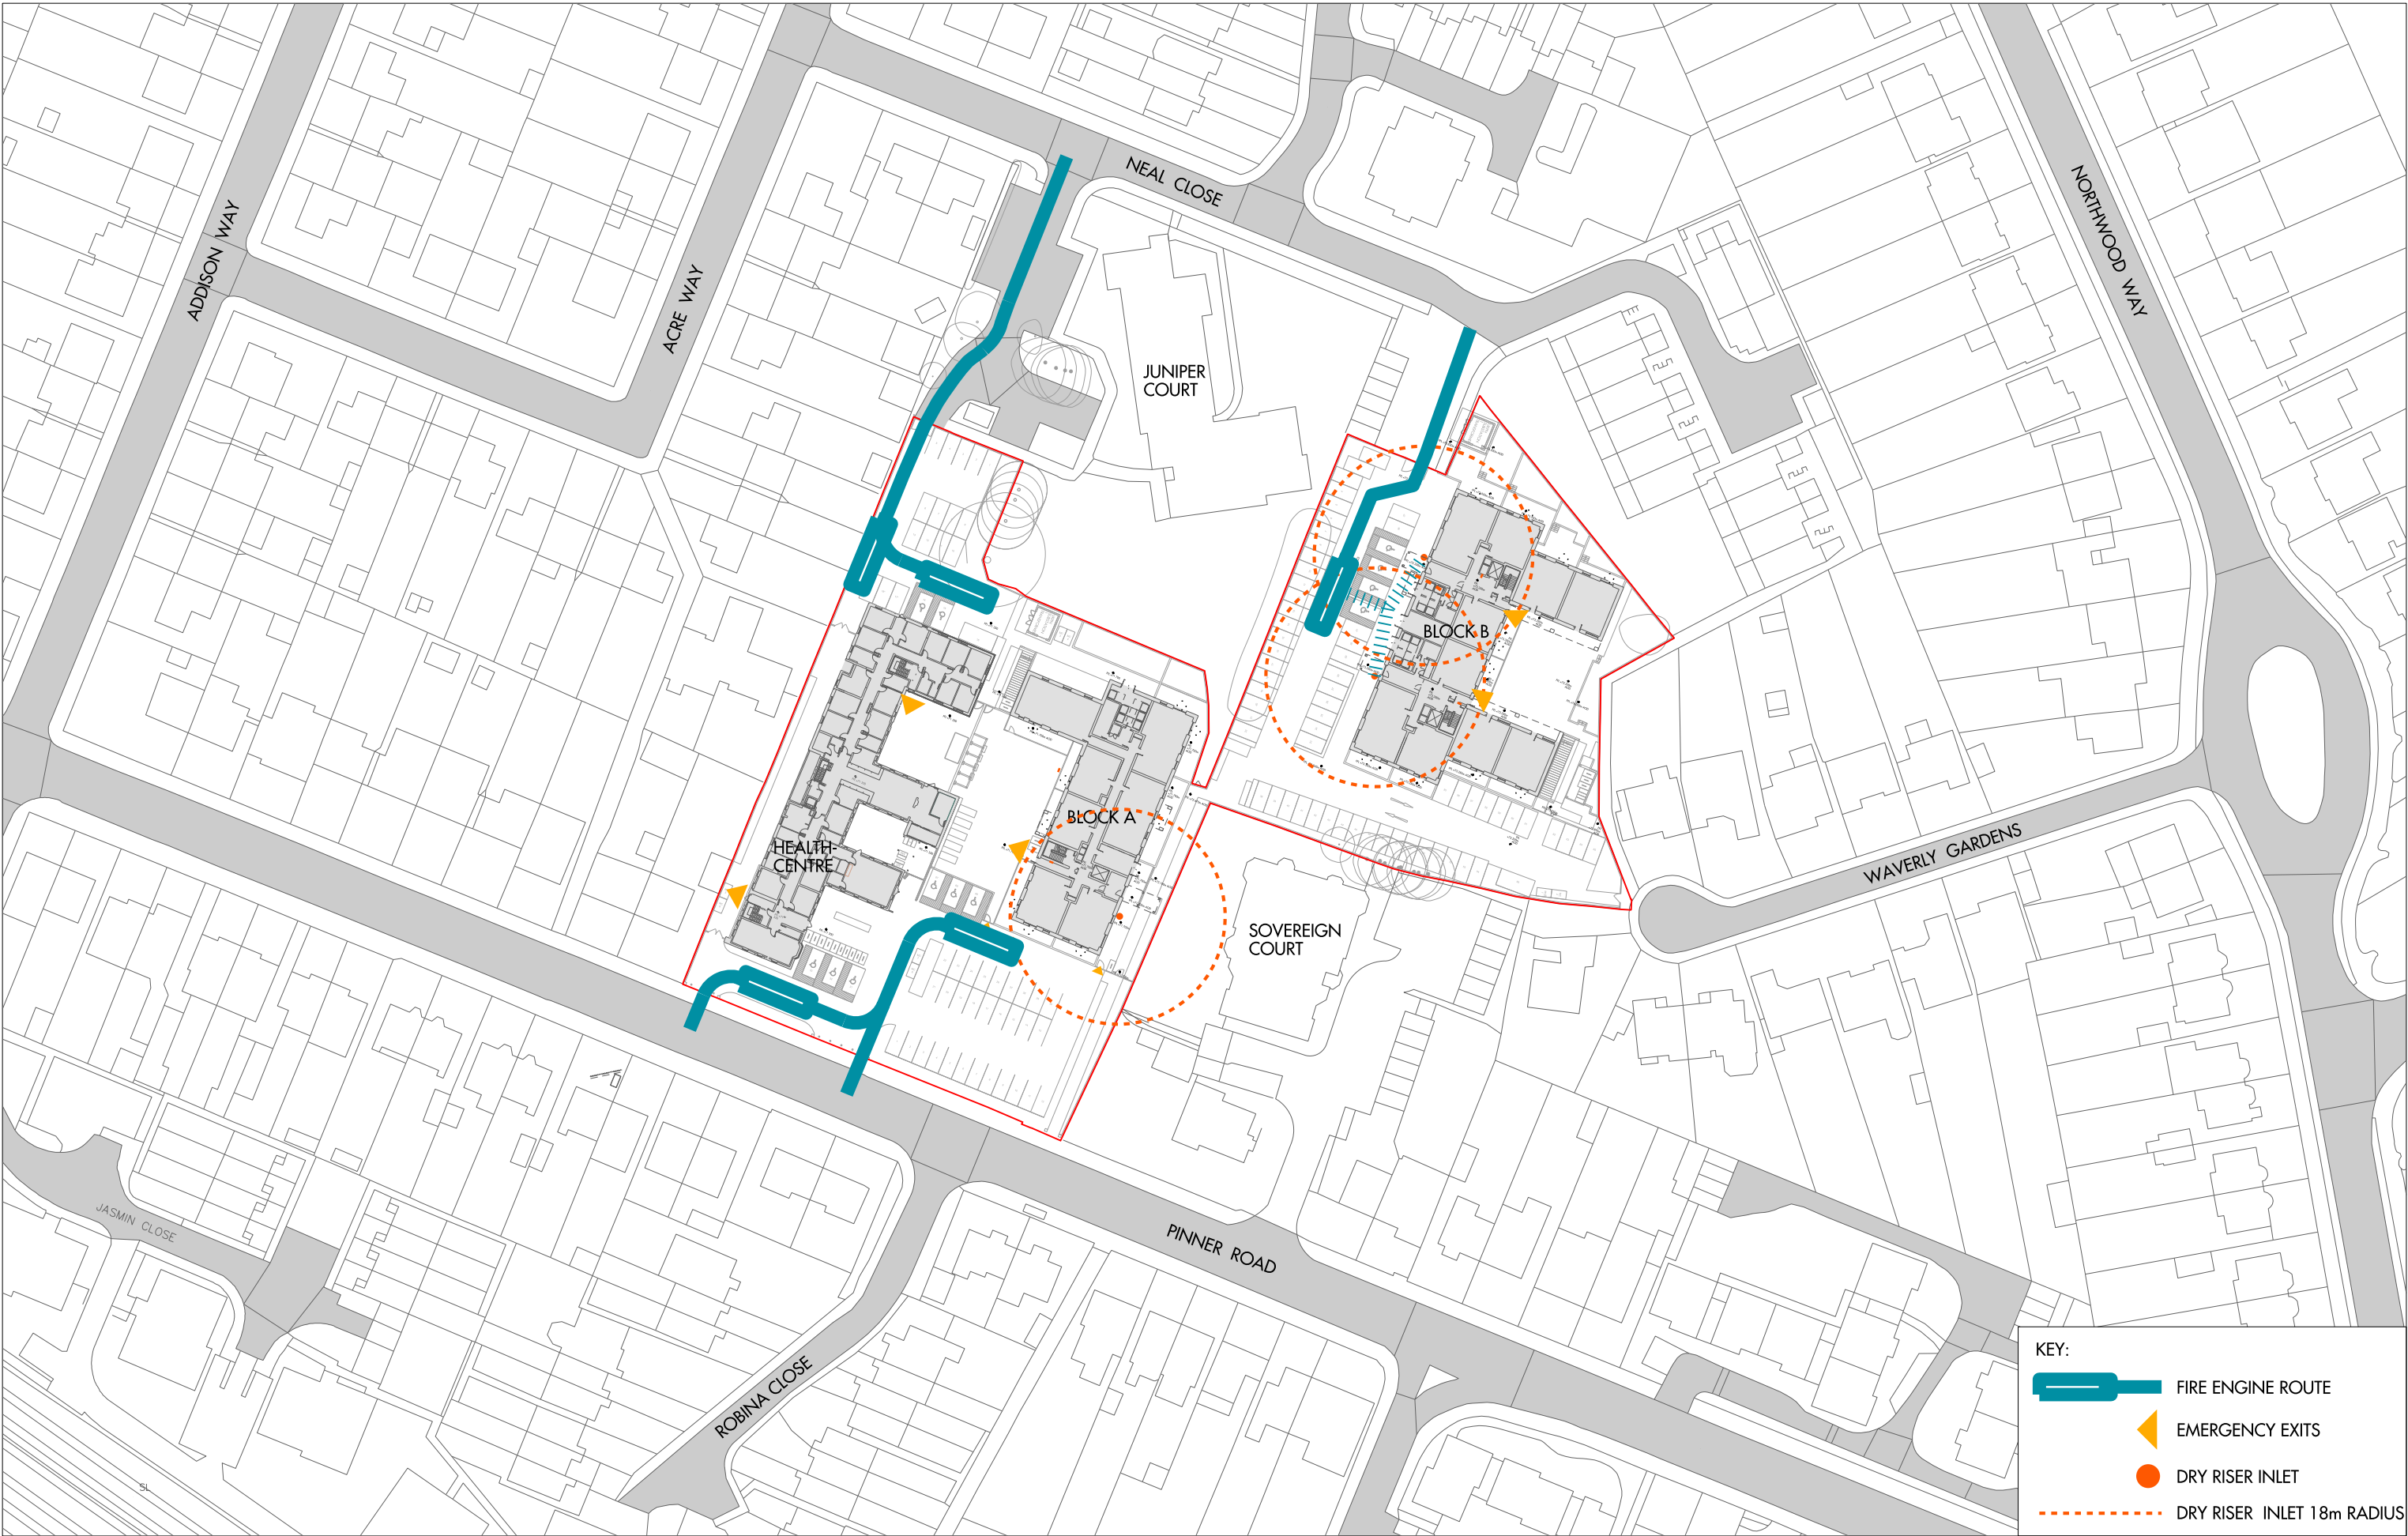 NEAL CLOSE
NORTHWOOD WAY
ADDISON WAY
ACRE WAY
JUNIPER
COURT
BLOCK B
BLOCK A
HEALTH-
CENTRE
WAVERLY GARDENS
SOVEREIGN
COURT
JASMIN CLOSE
PINNER ROAD
ROBINA CLOSE
SL
KEY:
FIRE ENGINE ROUTE
EMERGENCY EXITS
DRY RISER INLET
DRY RISER INLET 18m RADIUS